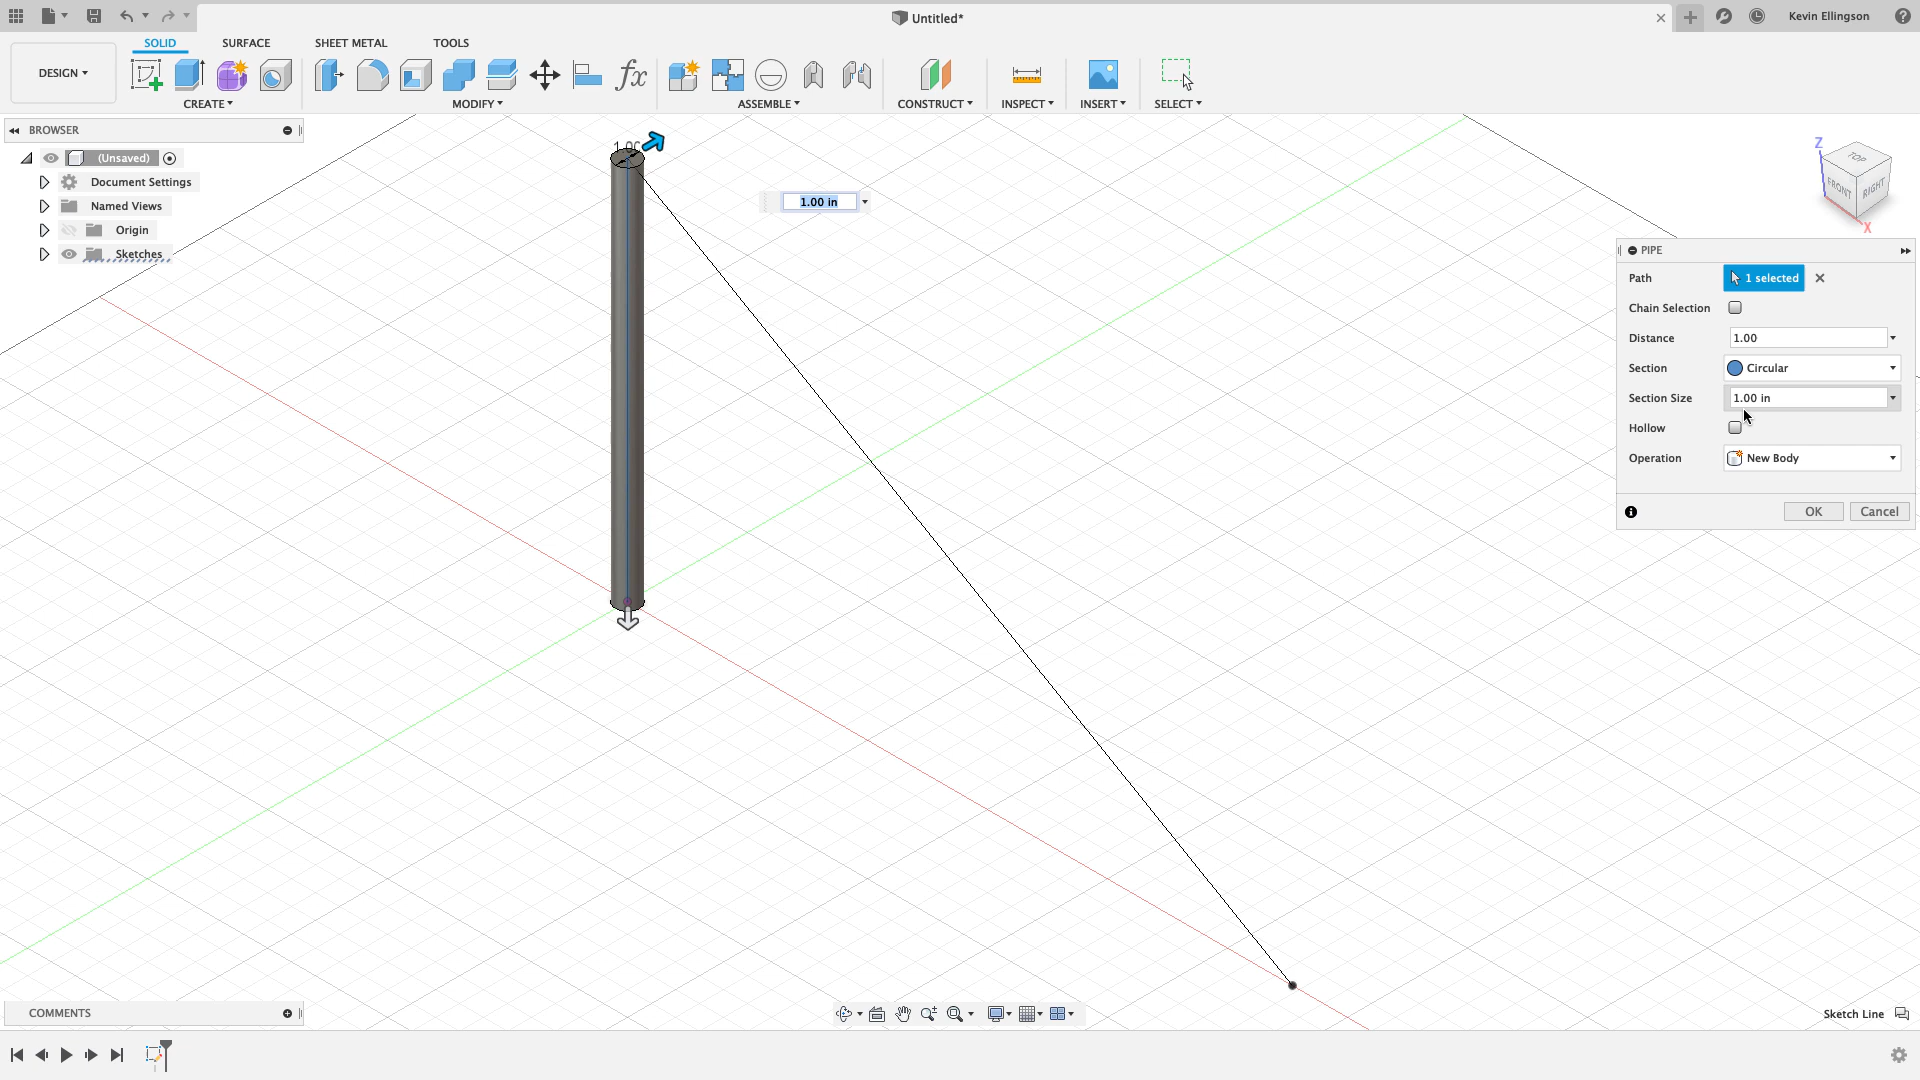 Untitled*
Kevin Ellingson
DESIGN
SOLID
SURFACE
SHEET METAL
TOOLS
CREATE
MODIFY
ASSEMBLE
CONSTRUCT
INSPECT
INSERT
SELECT
BROWSER
(Unsaved)
Document Settings
Named Views
Origin
Sketches
1.00 in
Z
TOP
FRONT
RIGHT
X
PIPE
Path
1 selected
Chain Selection
Distance
1.00
Section
Circular
Section Size
1.00 in
Hollow
Operation
New Body
OK
Cancel
COMMENTS
Sketch Line